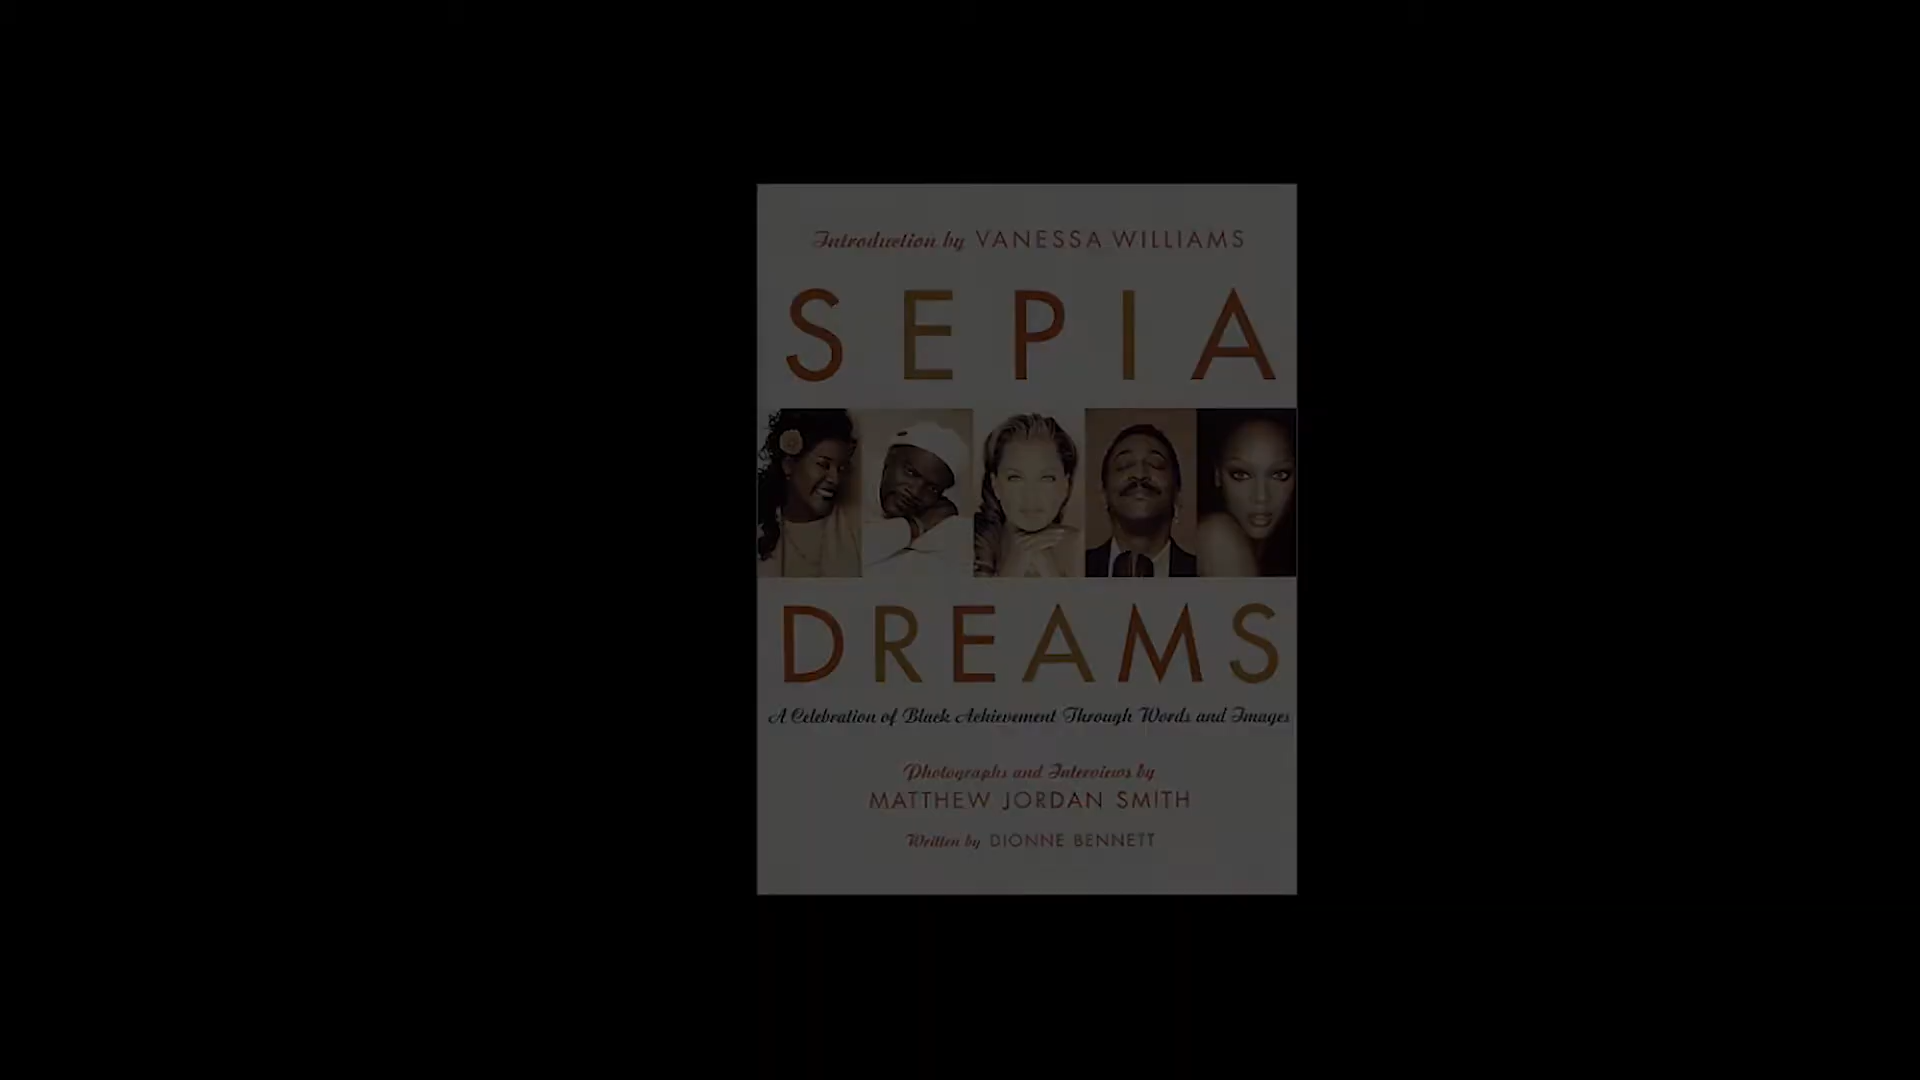 Introduction by VANESSA WILLIAMS
SEPIA
DREAMS
A Celebration of Black Achievement Through Words and Images
Photographs and Interviews by
MATTHEW JORDAN SMITH
Written by DIONNE BENNETT